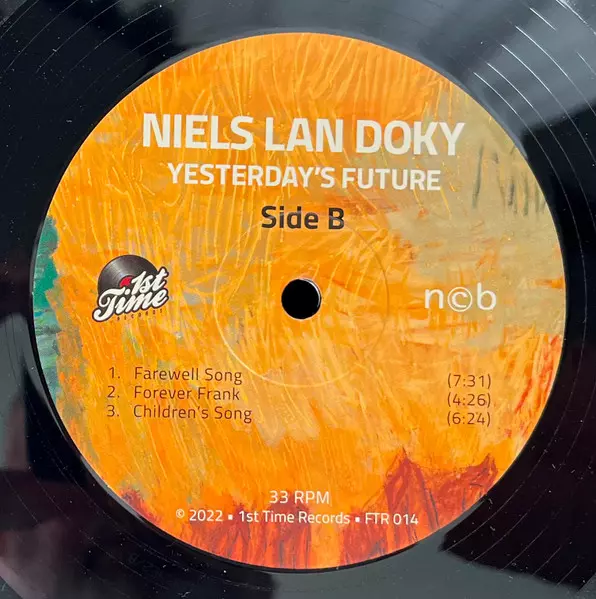 NIELS LAN DOKY
YESTERDAY'S FUTURE
Side B
1st
Time
RECORDS
n©b
1. Farewell Song (7:31)
2. Forever Frank (4:26)
3. Children's Song (6:24)
33 RPM
© 2022 ▪ 1st Time Records ▪ FTR 014